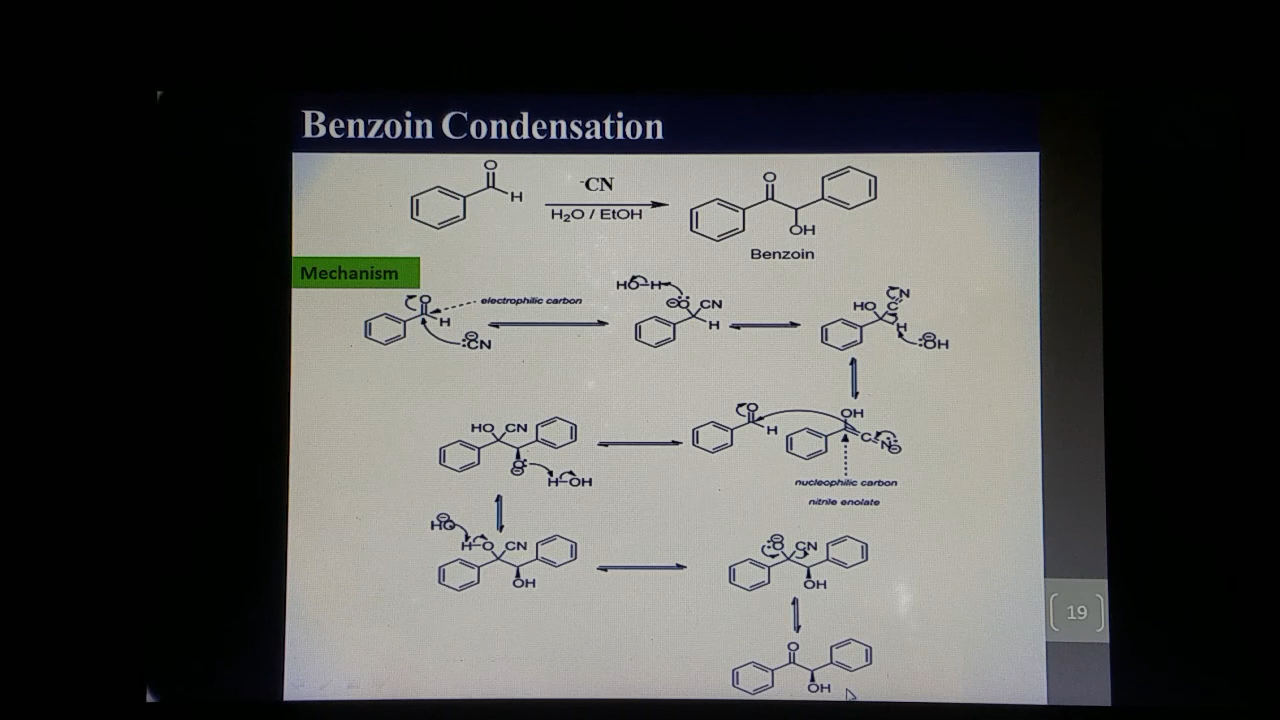 Benzoin Condensation
O
H
⁻CN
H₂O / EtOH
O
OH
Benzoin
Mechanism
O
H
electrophilic carbon
:⊖CN
HO–H
⊖:O: CN
H
HO C N
H
:⊖OH
HO CN
:O:⊖
H–OH
O
H
OH
C=N:⊖
nucleophilic carbon
nitrile enolate
HO⊖
H–O CN
OH
:O:⊖ CN
OH
O
OH
19